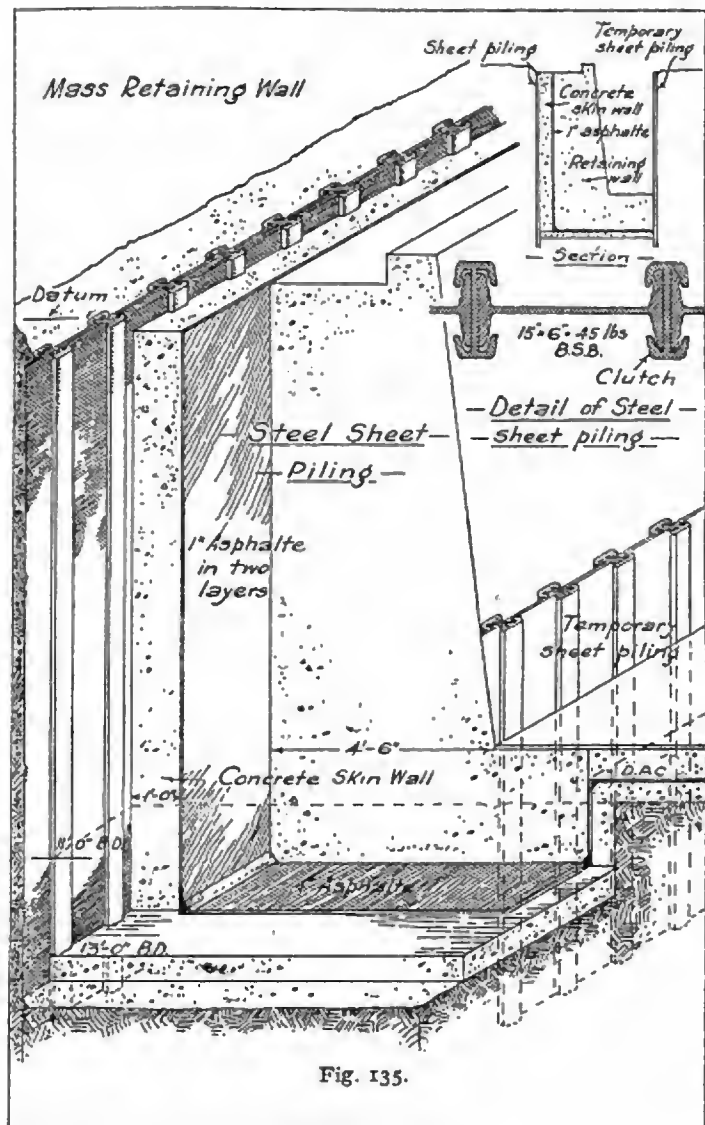 Mass Retaining Wall
Sheet piling
Temporary
sheet piling
Concrete
skin wall
1" asphalte
Retaining
wall
Section
Datum
15" × 6" · 45 lbs
B.S.B.
Clutch
Detail of Steel
sheet piling
Steel Sheet
Piling
1" Asphalte
in two
layers
Temporary
sheet piling
4'-6"
D.A.C
Concrete Skin Wall
1'-0"
11'-0" B.D.
Asphalte
13'-0" B.D.
Fig. 135.